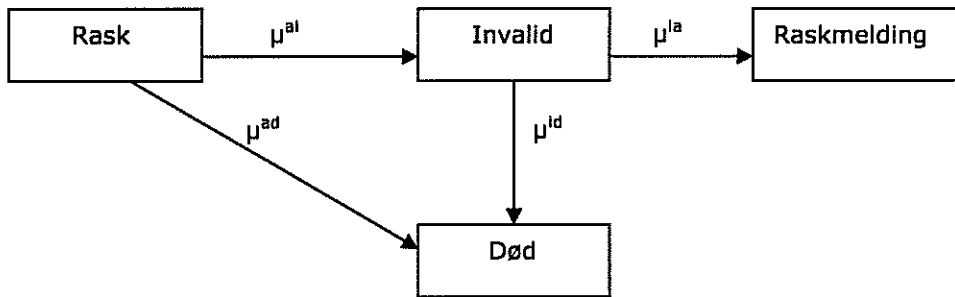 Rask
μ^ai
Invalid
μ^ia
Raskmelding
μ^ad
μ^id
Død